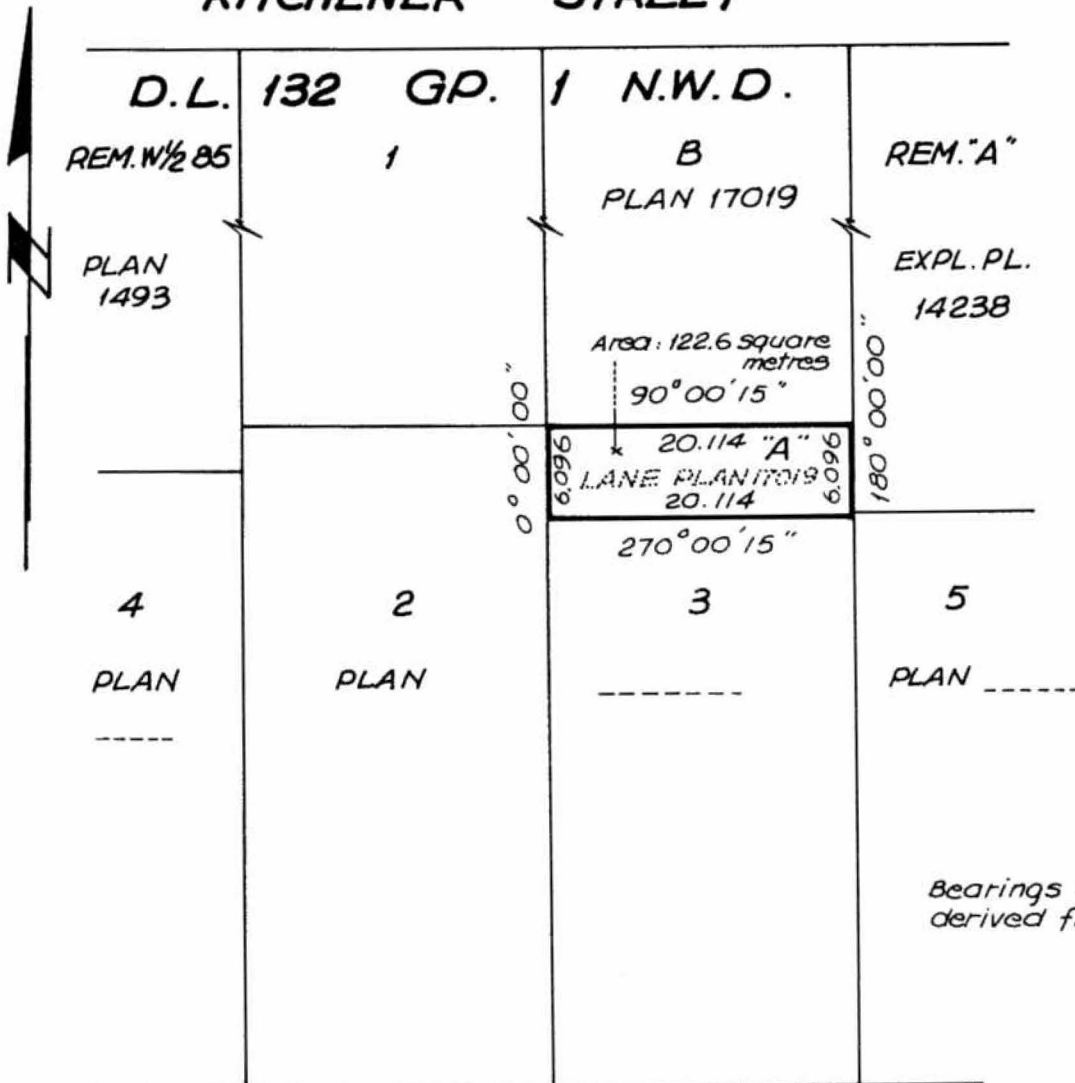 KITCHENER STREET
D.L. 132 GP. 1 N.W.D.
REM. W½ 85
1
B
REM. "A"
PLAN 17019
PLAN
1493
EXPL. PL.
14238
Area: 122.6 square
metres
90°00'15"
0°00'00"
180°00'00"
6.096
20.114 "A"
6.096
LANE PLAN 17019
20.114
270°00'15"
4
2
3
5
PLAN
PLAN
PLAN
Bearings
derived